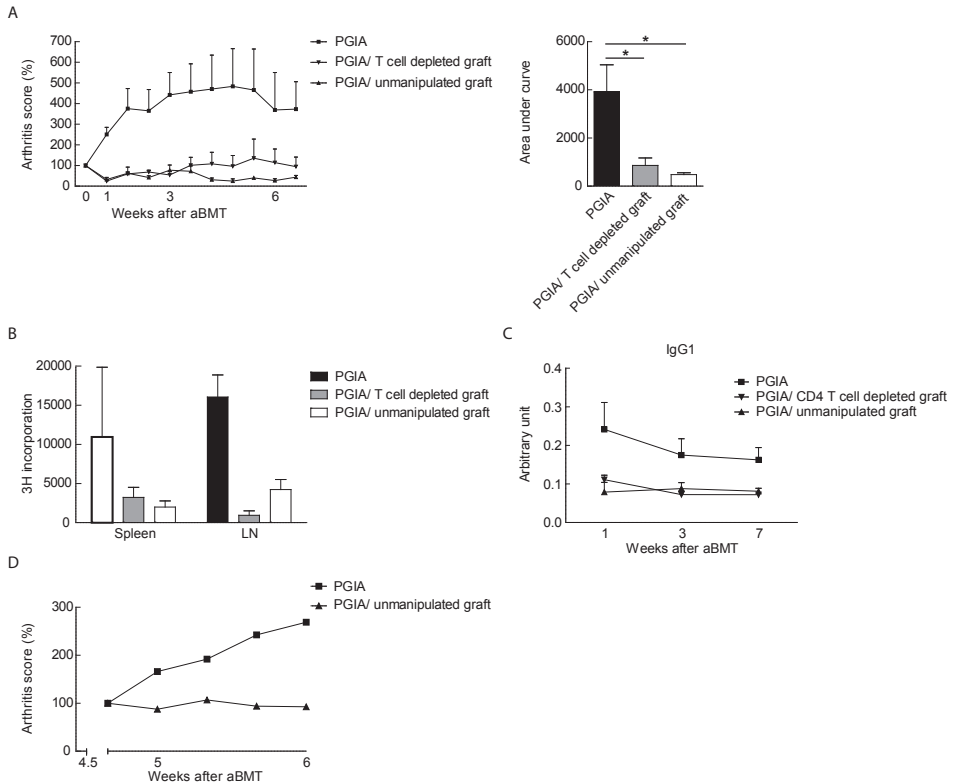 A
700
600
500
400
300
200
100
0
Arthritis score (%)
0 1 3 6
Weeks after aBMT
PGIA
PGIA/ T cell depleted graft
PGIA/ unmanipulated graft
6000
4000
2000
0
Area under curve
*
*
PGIA
PGIA/ T cell depleted graft
PGIA/ unmanipulated graft
B
20000
15000
10000
5000
0
3H incorporation
Spleen LN
PGIA
PGIA/ T cell depleted graft
PGIA/ unmanipulated graft
C
IgG1
0.4
0.3
0.2
0.1
0.0
Arbitrary unit
1 3 7
Weeks after aBMT
PGIA
PGIA/ CD4 T cell depleted graft
PGIA/ unmanipulated graft
D
300
200
100
0
Arthritis score (%)
4.5 5 6
Weeks after aBMT
PGIA
PGIA/ unmanipulated graft